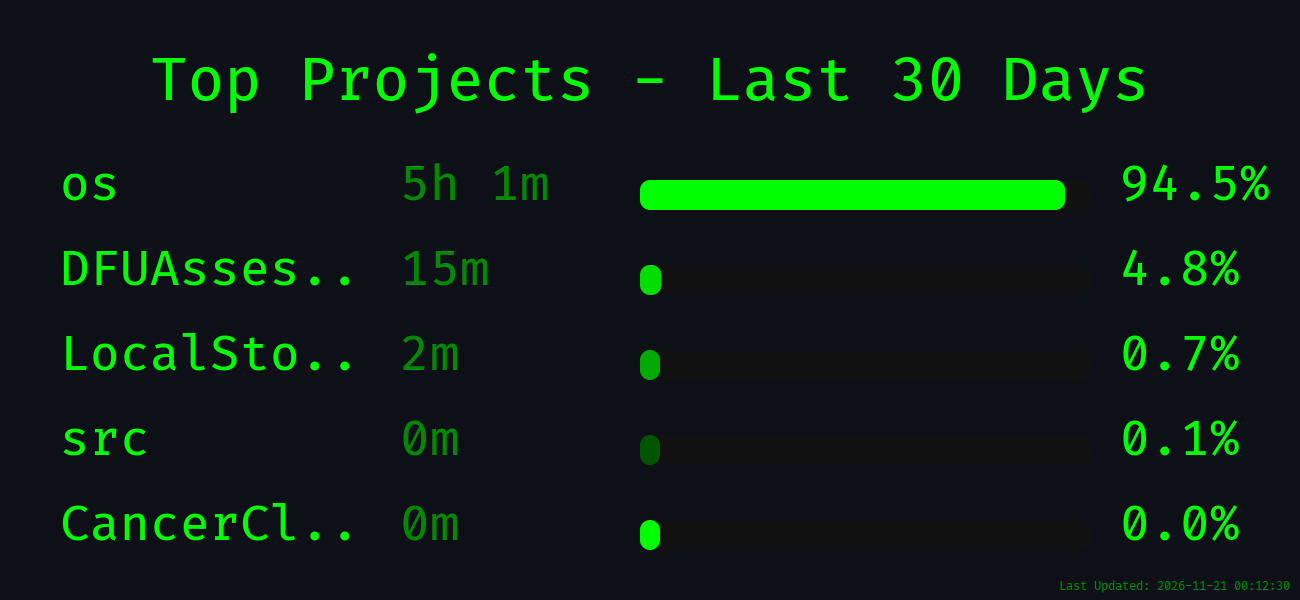 Top Projects - Last 30 Days
os 5h 1m 94.5%
DFUAsses.. 15m 4.8%
LocalSto.. 2m 0.7%
src 0m 0.1%
CancerCl.. 0m 0.0%
Last Updated: 2026-11-21 00:12:30